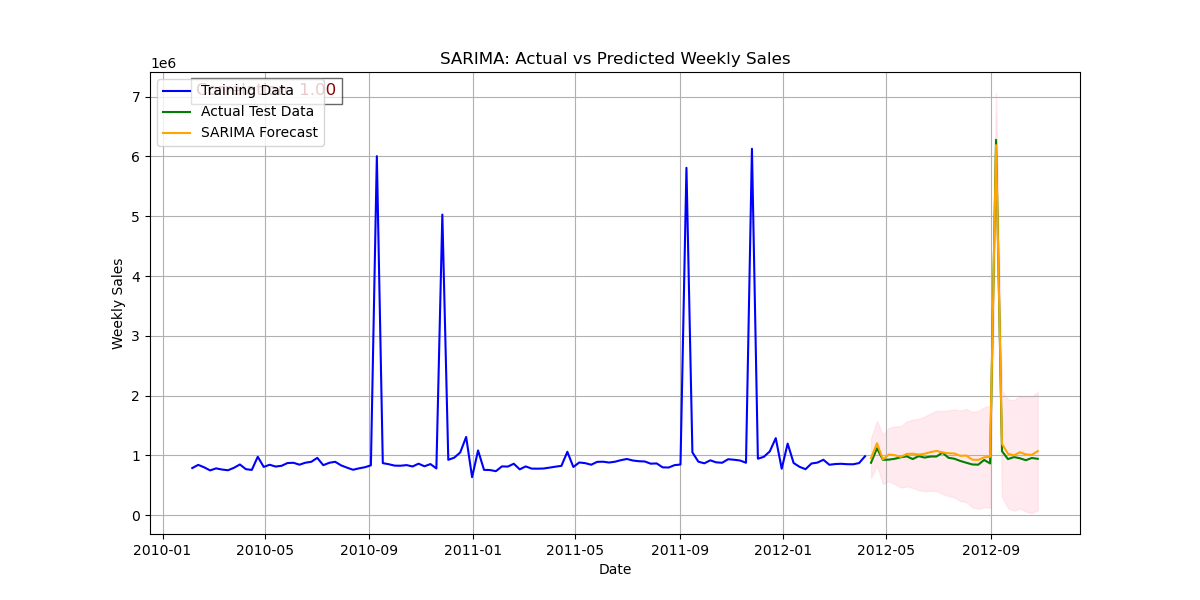 SARIMA: Actual vs Predicted Weekly Sales
1e6
1.00
Training Data
Actual Test Data
SARIMA Forecast
7
6
5
4
3
2
1
0
Weekly Sales
2010-01
2010-05
2010-09
2011-01
2011-05
2011-09
2012-01
2012-05
2012-09
Date